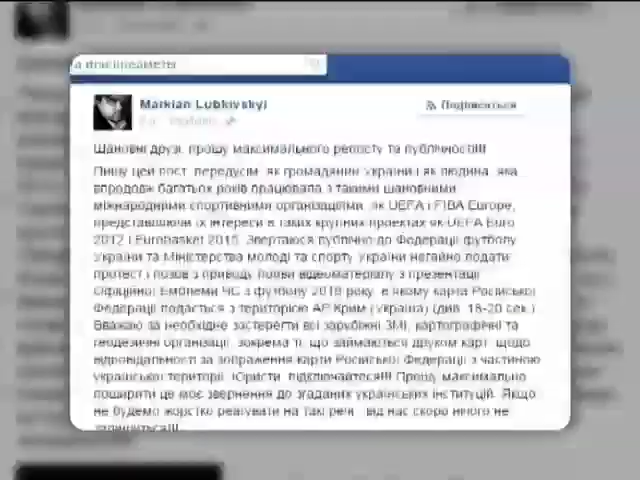 а или предметы
Markian Lubkivskyi
Подписаться
Шановні друзі, прошу максимального репосту та публічності!!!
Пишу цей пост, передусім, як громадянин України і як людина, яка
впродовж багатьох років працювала з такими шановними
міжнародними спортивними організаціями, як UEFA і FIBA Europe,
представляючи їх інтереси в таких крупних проектах як UEFA Euro
2012 і Eurobasket 2015. Звертаюся публічно до Федерації футболу
України та Міністерства молоді та спорту України негайно подати
протест і позов з приводу появи відеоматеріалу з презентації
Офіційної Емблеми ЧС з футболу 2018 року, в якому карта Російської
Федерації подається з територією АР Крим (Україна) (див. 18-20 сек.)
Вважаю за необхідне застерегти всі зарубіжні ЗМІ, картографічні та
геодезичні організації, зокрема ті, що займаються друком карт, щодо
відповідальності за зображення карти Російської Федерації з частиною
української території. Юристи, підключайтеся!!! Прошу максимально
поширити це моє звернення до згаданих українських інституцій. Якщо
не будемо жорстко реагувати на такі речі - від нас скоро нічого не
залишиться!!!